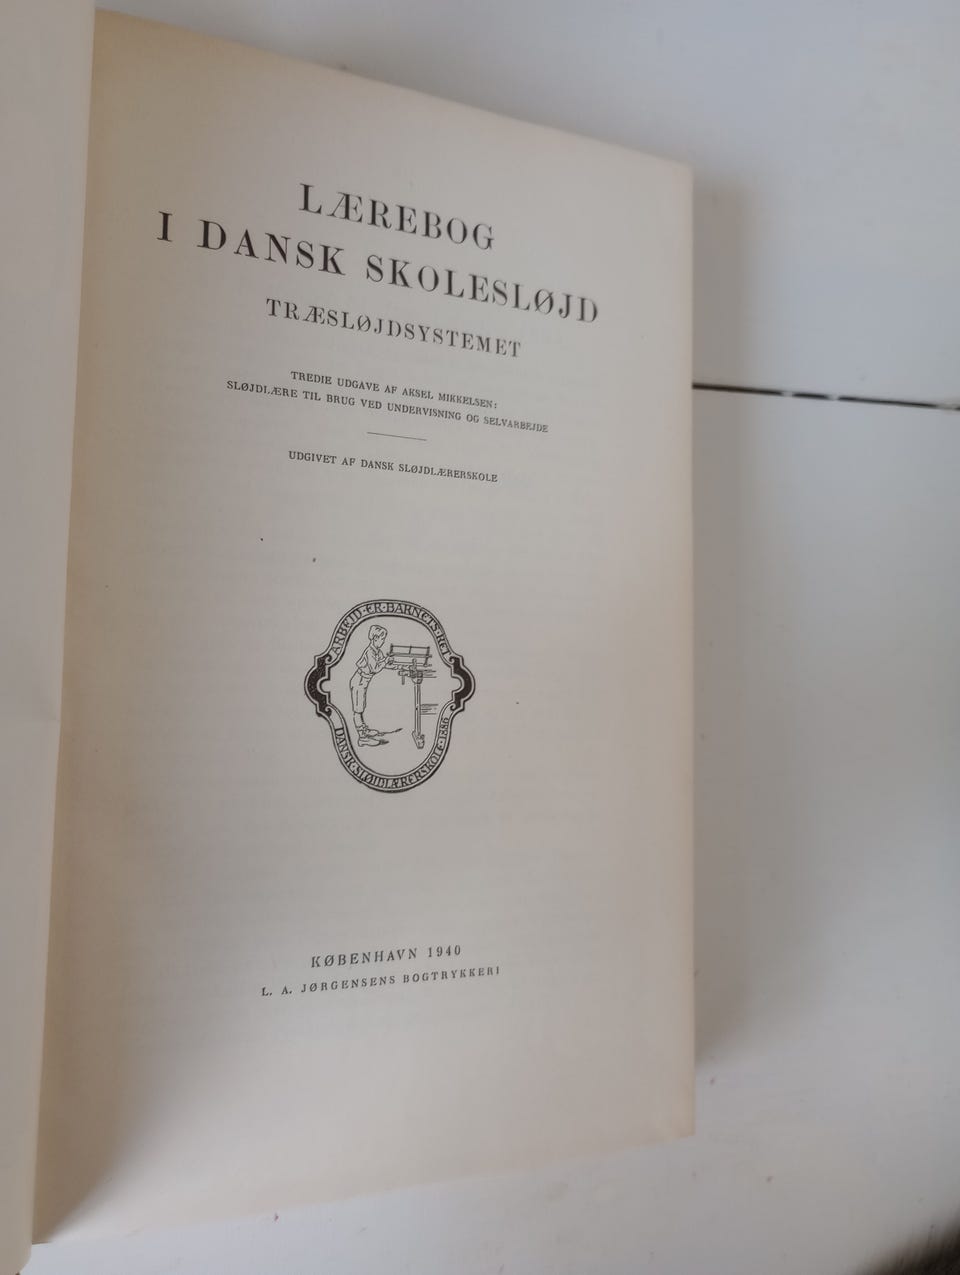 LÆREBOG
I DANSK SKOLESLØJD
TRÆSLØJDSYSTEMET
TREDIE UDGAVE AF AKSEL MIKKELSEN:
SLØJDLÆRE TIL BRUG VED UNDERVISNING OG SELVARBEJDE
UDGIVET AF DANSK SLØJDLÆRERSKOLE
ARBEJD·ER·BARNETS·RET
DANSK·SLØJDLÆRERSKOLE·1886
KØBENHAVN 1940
L. A. JØRGENSENS BOGTRYKKERI